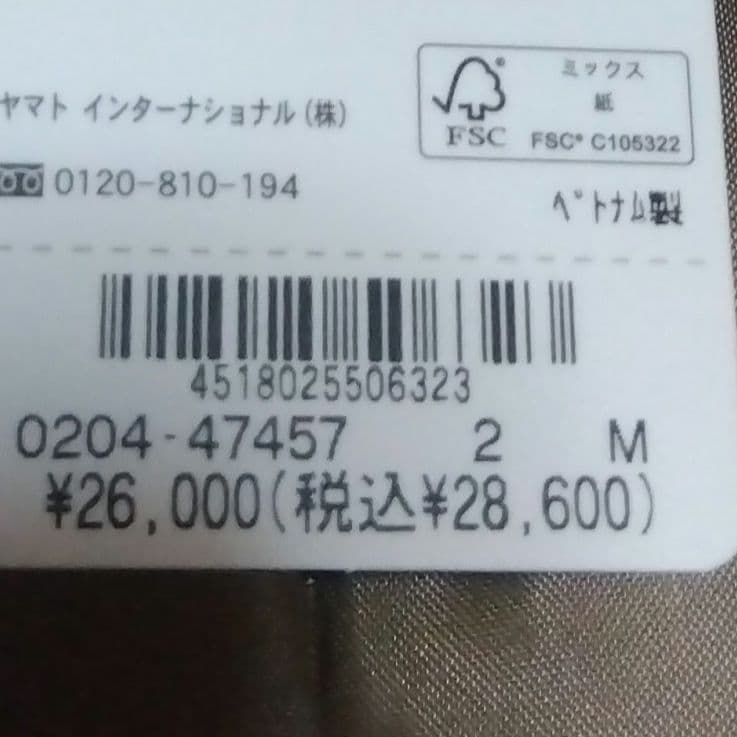 ヤマト インターナショナル(株)
0120-810-194
FSC®
ミックス
紙
FSC® C105322
ベトナム製
4518025506323
0204-47457 2 M
¥26,000(税込¥28,600)